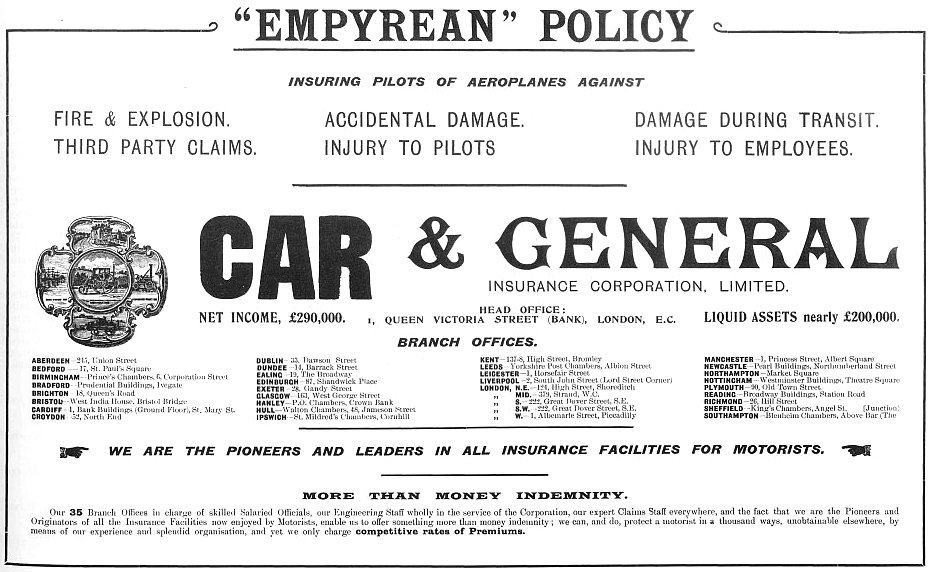 "EMPYREAN" POLICY
INSURING PILOTS OF AEROPLANES AGAINST
FIRE & EXPLOSION. ACCIDENTAL DAMAGE. DAMAGE DURING TRANSIT.
THIRD PARTY CLAIMS. INJURY TO PILOTS INJURY TO EMPLOYEES.
CAR & GENERAL
INSURANCE CORPORATION, LIMITED.
NET INCOME, £290,000.
HEAD OFFICE:
1, QUEEN VICTORIA STREET (BANK), LONDON, E.C.
LIQUID ASSETS nearly £200,000.
BRANCH OFFICES.
ABERDEEN—215, Union Street
BEDFORD—17, St. Paul's Square
BIRMINGHAM—Prince's Chambers, 6, Corporation Street
BRADFORD—Prudential Buildings, Ivegate
BRIGHTON—18, Queen's Road
BRISTOL—West India House, Bristol Bridge
CARDIFF—1, Bank Buildings (Ground Floor), St. Mary St.
CROYDON—52, North End
DUBLIN—33, Dawson Street
DUNDEE—14, Barrack Street
EALING—19, The Broadway
EDINBURGH—87, Shandwick Place
EXETER—28, Gandy Street
GLASGOW—163, West George Street
HANLEY—P.O. Chambers, Crown Bank
HULL—Walton Chambers, 48, Jameson Street
IPSWICH—St. Mildred's Chambers, Cornhill
KENT—137-8, High Street, Bromley
LEEDS—Yorkshire Post Chambers, Albion Street
LEICESTER—1, Horsefair Street
LIVERPOOL—2, South John Street (Lord Street Corner)
LONDON, N.E.—124, High Street, Shoreditch
„ MID.—379, Strand, W.C.
„ S.—222, Great Dover Street, S.E.
„ S.W.—222, Great Dover Street, S.E.
„ W.—1, Albemarle Street, Piccadilly
MANCHESTER—1, Princess Street, Albert Square
NEWCASTLE—Pearl Buildings, Northumberland Street
NORTHAMPTON—Market Square
NOTTINGHAM—Westminster Buildings, Theatre Square
PLYMOUTH—90, Old Town Street
READING—Broadway Buildings, Station Road
RICHMOND—26, Hill Street
SHEFFIELD—King's Chambers, Angel St. [Junction)
SOUTHAMPTON—Blenheim Chambers, Above Bar (The
WE ARE THE PIONEERS AND LEADERS IN ALL INSURANCE FACILITIES FOR MOTORISTS.
MORE THAN MONEY INDEMNITY.
Our 35 Branch Offices in charge of skilled Salaried Officials, our Engineering Staff wholly in the service of the Corporation, our expert Claims Staff everywhere, and the fact that we are the Pioneers and
Originators of all the Insurance Facilities now enjoyed by Motorists, enable us to offer something more than money indemnity; we can, and do, protect a motorist in a thousand ways, unobtainable elsewhere, by
means of our experience and splendid organisation, and yet we only charge competitive rates of Premiums.